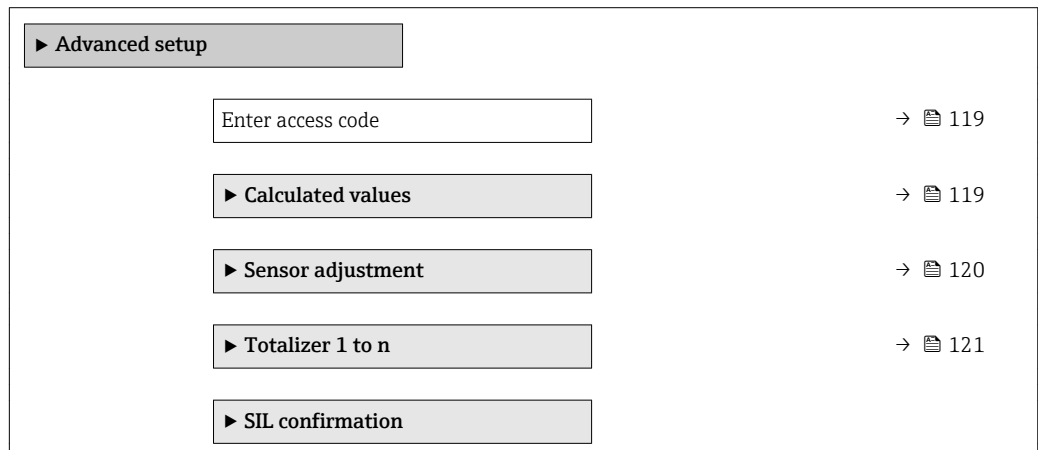 ► Advanced setup
Enter access code → 119
► Calculated values → 119
► Sensor adjustment → 120
► Totalizer 1 to n → 121
► SIL confirmation